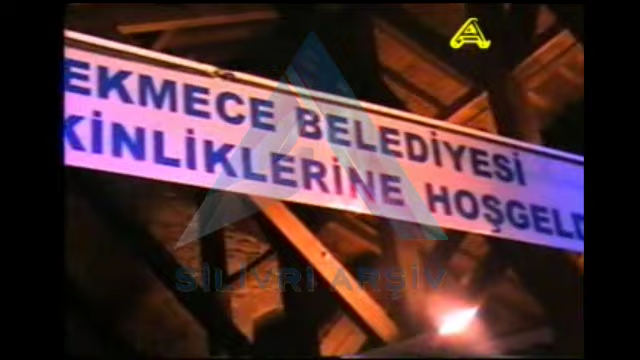 EKMECE BELEDİYESİ
KİNLİKLERİNE HOŞGELD
SİLİVRİ ARŞİV
A